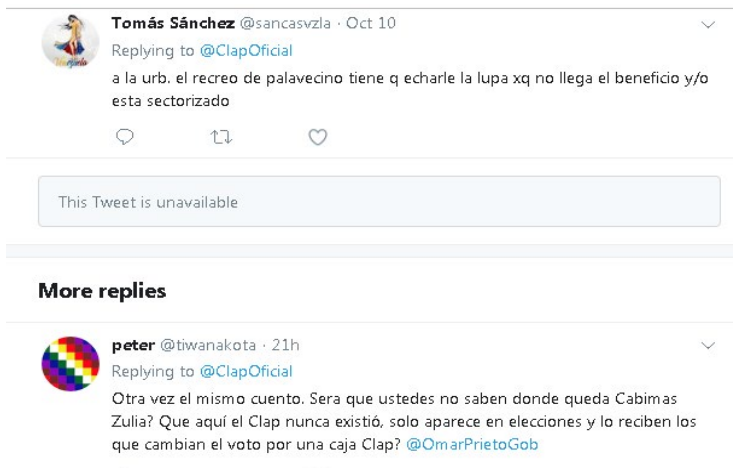 Tomás Sánchez @sancasvzla · Oct 10
Replying to @ClapOficial
a la urb. el recreo de palavecino tiene q echarle la lupa xq no llega el beneficio y/o
esta sectorizado
This Tweet is unavailable
More replies
peter @tiwanakota · 21h
Replying to @ClapOficial
Otra vez el mismo cuento. Sera que ustedes no saben donde queda Cabimas
Zulia? Que aquí el Clap nunca existió, solo aparece en elecciones y lo reciben los
que cambian el voto por una caja Clap? @OmarPrietoGob